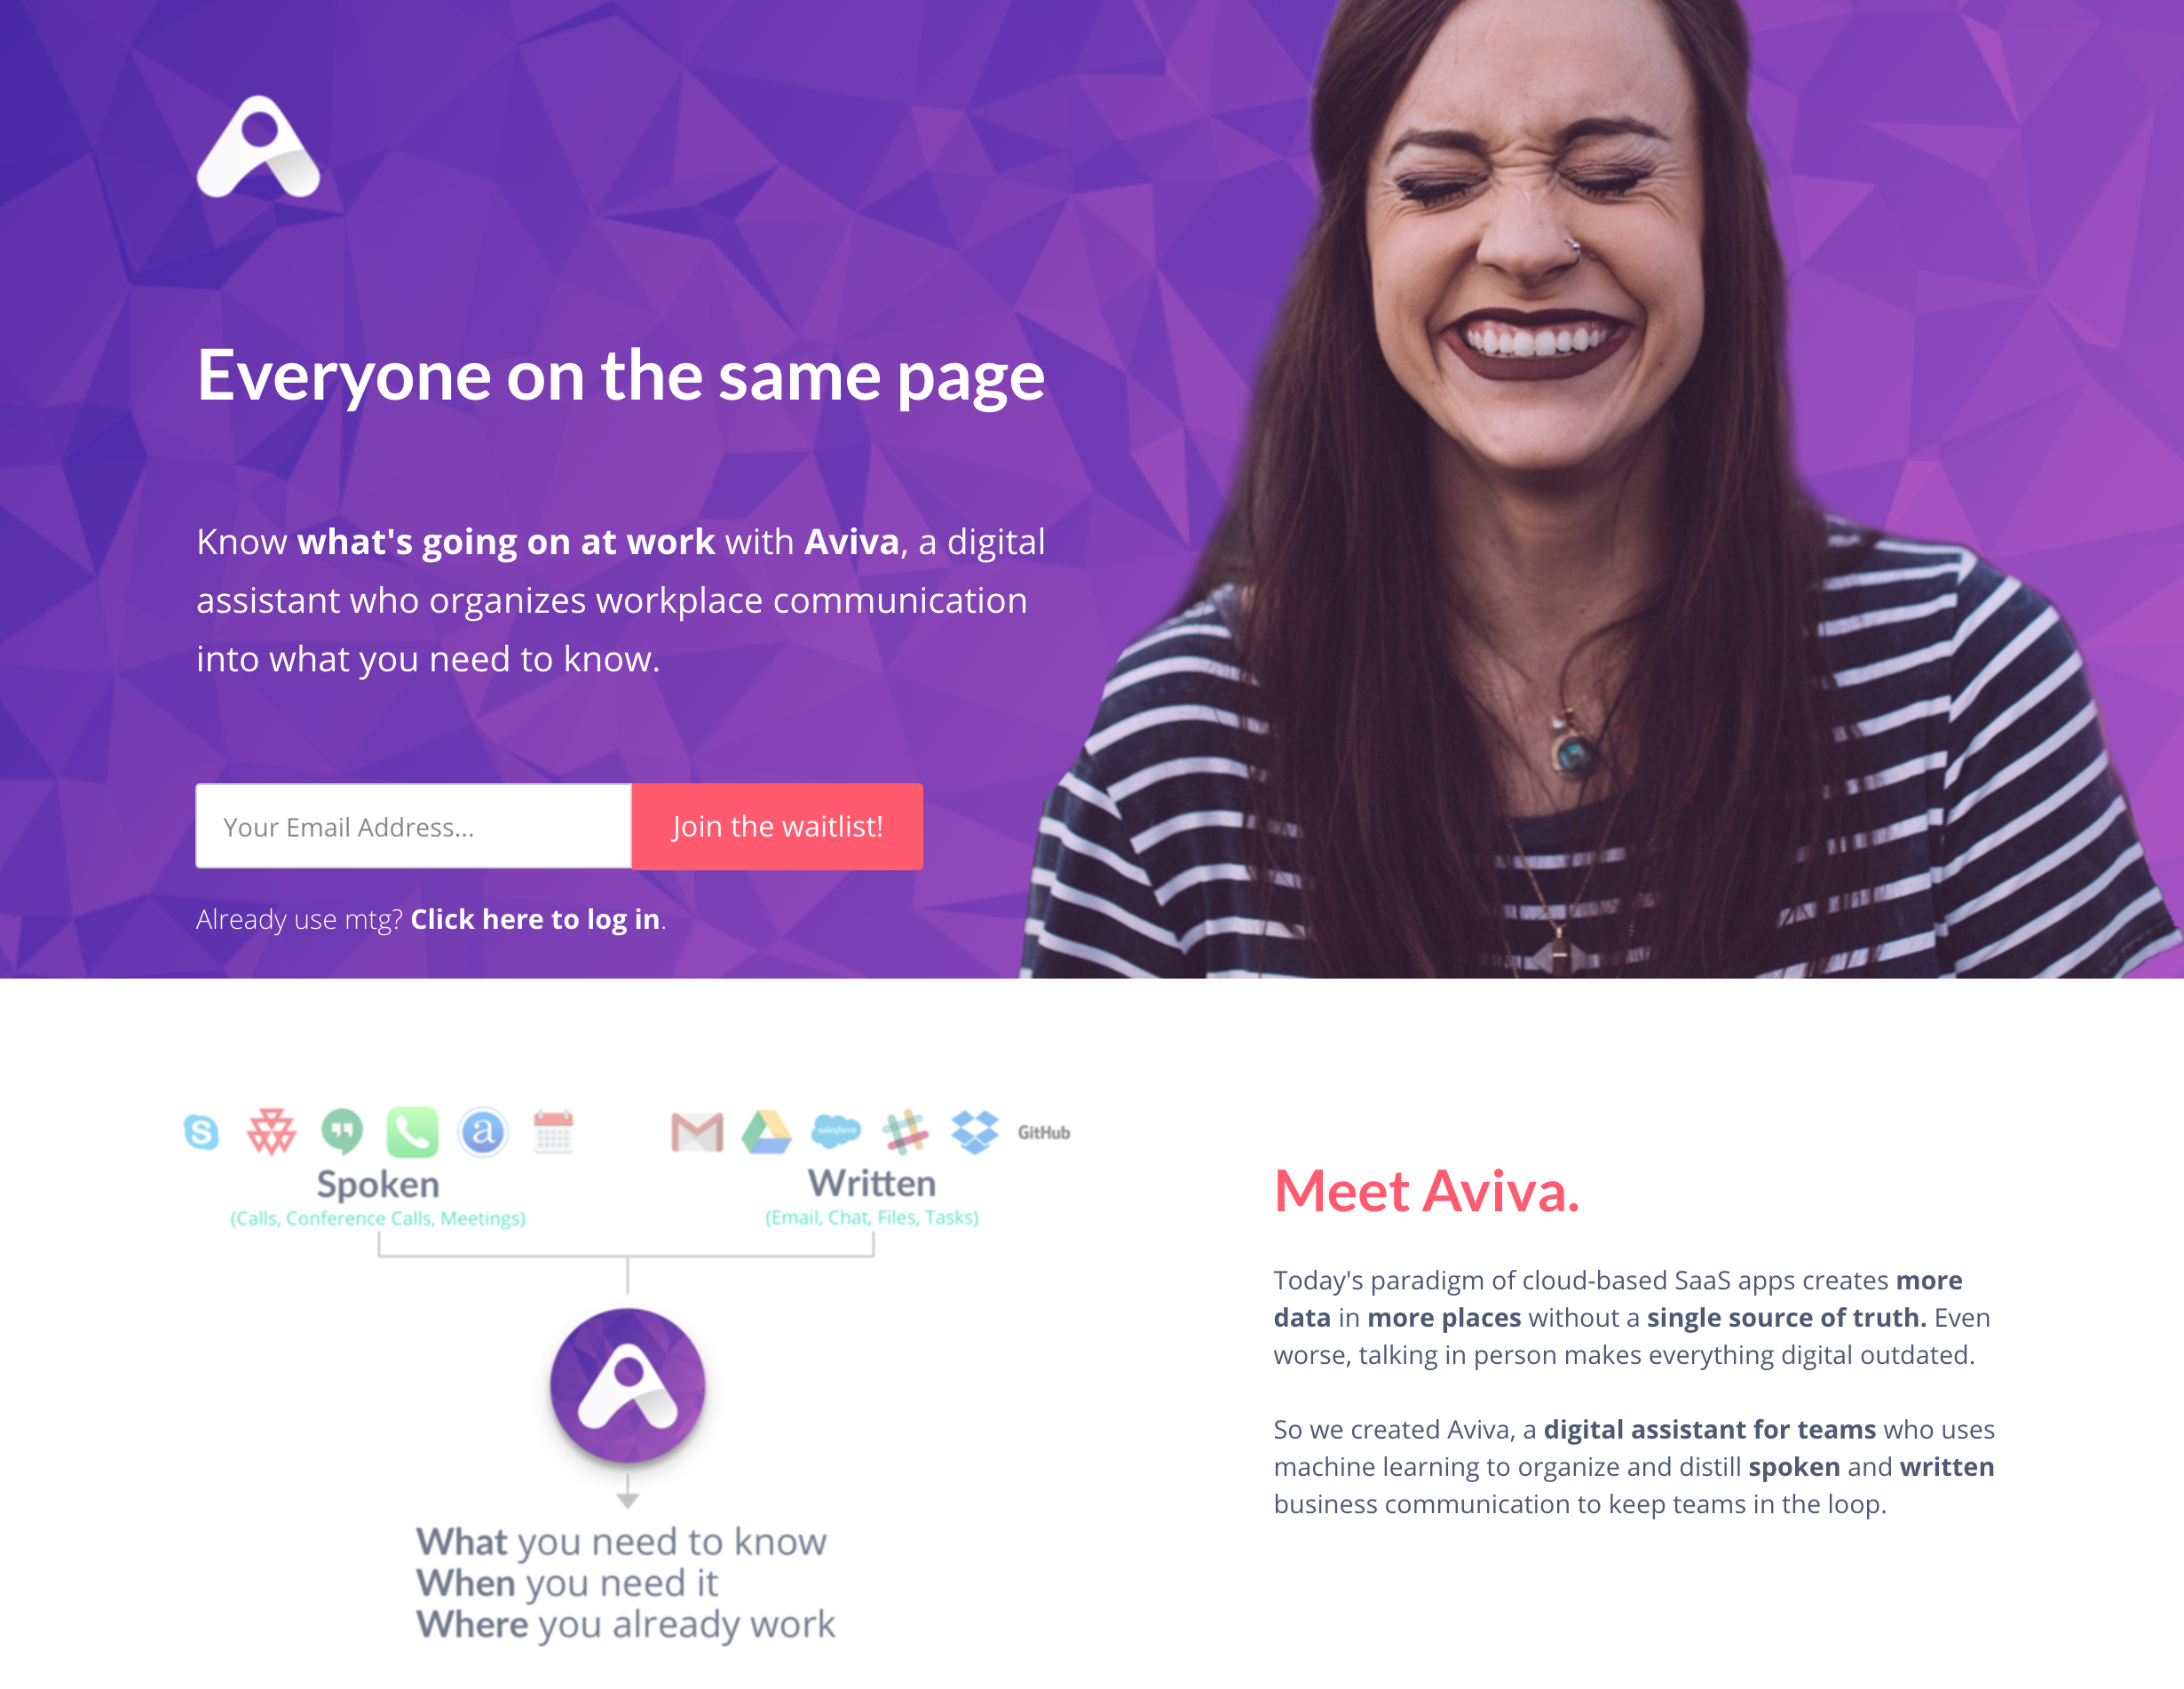 Everyone on the same page
Know what's going on at work with Aviva, a digital
assistant who organizes workplace communication
into what you need to know.
Your Email Address...
Join the waitlist!
Already use mtg? Click here to log in.
salesforce
GitHub
Spoken
(Calls, Conference Calls, Meetings)
Written
(Email, Chat, Files, Tasks)
What you need to know
When you need it
Where you already work
Meet Aviva.
Today's paradigm of cloud-based SaaS apps creates more
data in more places without a single source of truth. Even
worse, talking in person makes everything digital outdated.
So we created Aviva, a digital assistant for teams who uses
machine learning to organize and distill spoken and written
business communication to keep teams in the loop.